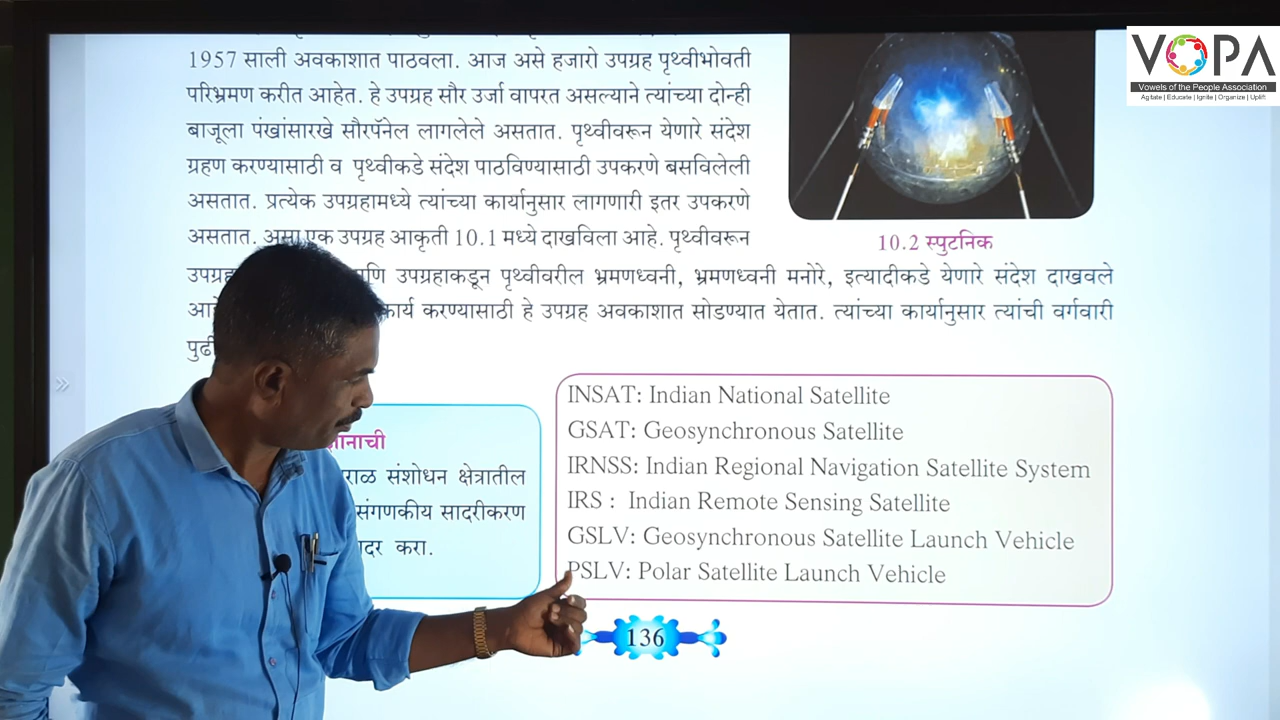 VOPA
Vowels of the People Association
Agitate | Educate | Ignite | Organize | Uplift
1957 साली अवकाशात पाठवला. आज असे हजारो उपग्रह पृथ्वीभोवती
परिभ्रमण करीत आहेत. हे उपग्रह सौर उर्जा वापरत असल्याने त्यांच्या दोन्ही
बाजूला पंखांसारखे सौरपॅनेल लागलेले असतात. पृथ्वीवरून येणारे संदेश
ग्रहण करण्यासाठी व पृथ्वीकडे संदेश पाठविण्यासाठी उपकरणे बसविलेली
असतात. प्रत्येक उपग्रहामध्ये त्यांच्या कार्यानुसार लागणारी इतर उपकरणे
असतात. असा एक उपग्रह आकृती 10.1 मध्ये दाखविला आहे. पृथ्वीवरून
10.2 स्पुटनिक
उपग्रहाकडून पृथ्वीवरील भ्रमणध्वनी, भ्रमणध्वनी मनोरे, इत्यादीकडे येणारे संदेश दाखवले
कार्य करण्यासाठी हे उपग्रह अवकाशात सोडण्यात येतात. त्यांच्या कार्यानुसार त्यांची वर्गवारी
संशोधन क्षेत्रातील
संगणकीय सादरीकरण
करा.
INSAT: Indian National Satellite
GSAT: Geosynchronous Satellite
IRNSS: Indian Regional Navigation Satellite System
IRS : Indian Remote Sensing Satellite
GSLV: Geosynchronous Satellite Launch Vehicle
PSLV: Polar Satellite Launch Vehicle
136